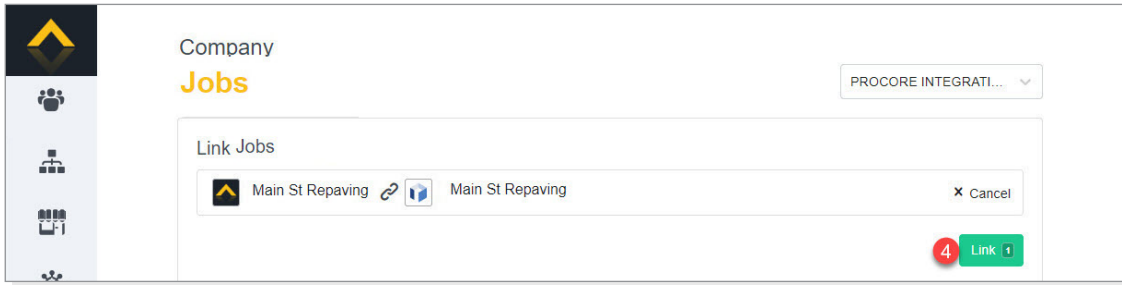 Company
Jobs
PROCORE INTEGRATI...
Link Jobs
Main St Repaving Main St Repaving × Cancel
4 Link 1